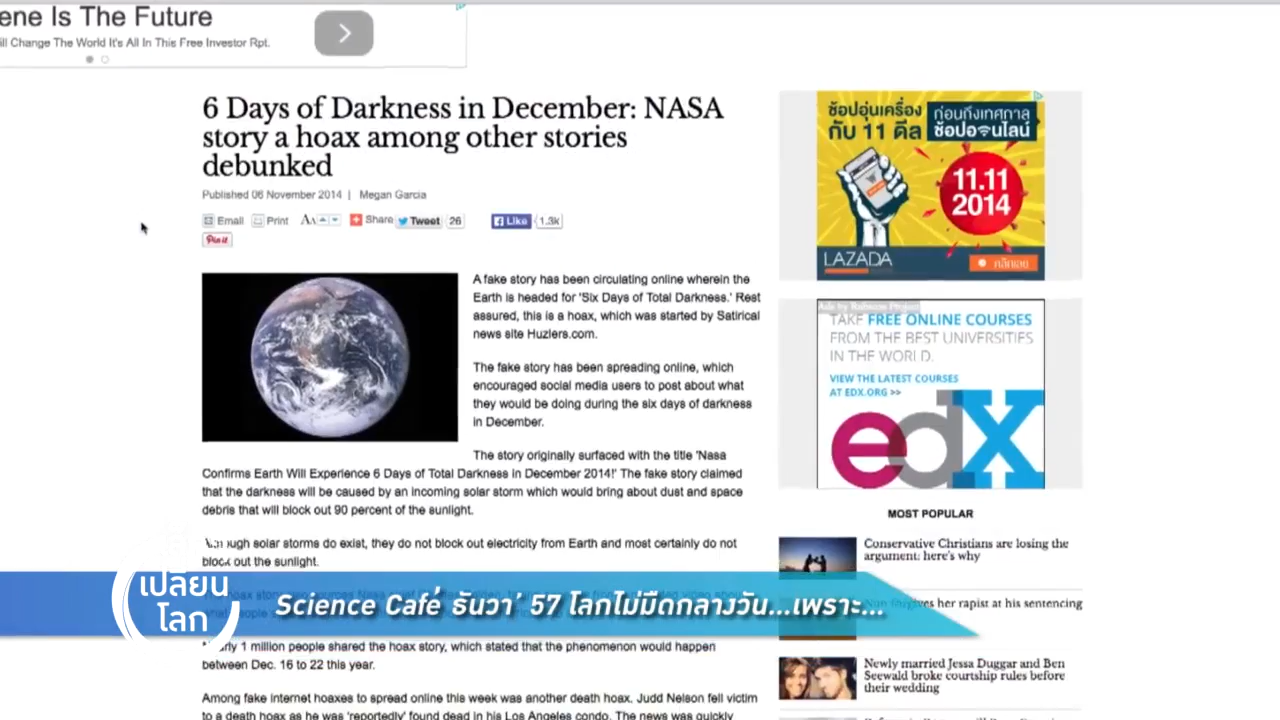 ene Is The Future
ill Change The World It's All In This Free Investor Rpt.
6 Days of Darkness in December: NASA
story a hoax among other stories
debunked
Published 06 November 2014 | Megan Garcia
Email Print AA Share Tweet 26 Like 1.3k
Pin it
A fake story has been circulating online wherein the
Earth is headed for 'Six Days of Total Darkness.' Rest
assured, this is a hoax, which was started by Satirical
news site Huzlers.com.
The fake story has been spreading online, which
encouraged social media users to post about what
they would be doing during the six days of darkness
in December.
The story originally surfaced with the title 'Nasa
Confirms Earth Will Experience 6 Days of Total Darkness in December 2014!' The fake story claimed
that the darkness will be caused by an incoming solar storm which would bring about dust and space
debris that will block out 90 percent of the sunlight.
Although solar storms do exist, they do not block out electricity from Earth and most certainly do not
block out the sunlight.
Nearly 1 million people shared the hoax story, which stated that the phenomenon would happen
between Dec. 16 to 22 this year.
Among fake internet hoaxes to spread online this week was another death hoax. Judd Nelson fell victim
to a death hoax as he was 'reportedly' found dead in his Los Angeles condo. The news was quickly
ช้อปอุ่นเครื่อง
กับ 11 ดีล
ก่อนถึงเทศกาล
ช้อปออนไลน์
11.11
2014
LAZADA
คลิกเลย
Ads by Rubicon Project
TAKE FREE ONLINE COURSES
FROM THE BEST UNIVERSITIES
IN THE WORLD.
VIEW THE LATEST COURSES
AT EDX.ORG >>
edX
MOST POPULAR
Conservative Christians are losing the
argument: here's why
Nun forgives her rapist at his sentencing
Newly married Jessa Duggar and Ben
Seewald broke courtship rules before
their wedding
เปลี่ยน
โลก
Science Café ธันวา' 57 โลกไม่มืดกลางวัน...เพราะ...